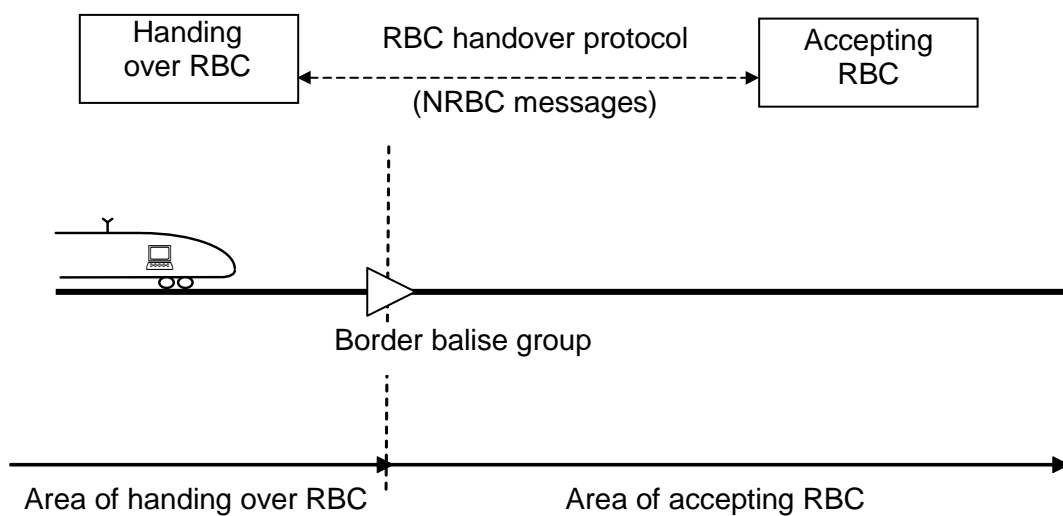 Handing
over RBC
RBC handover protocol
(NRBC messages)
Accepting
RBC
Border balise group
Area of handing over RBC
Area of accepting RBC